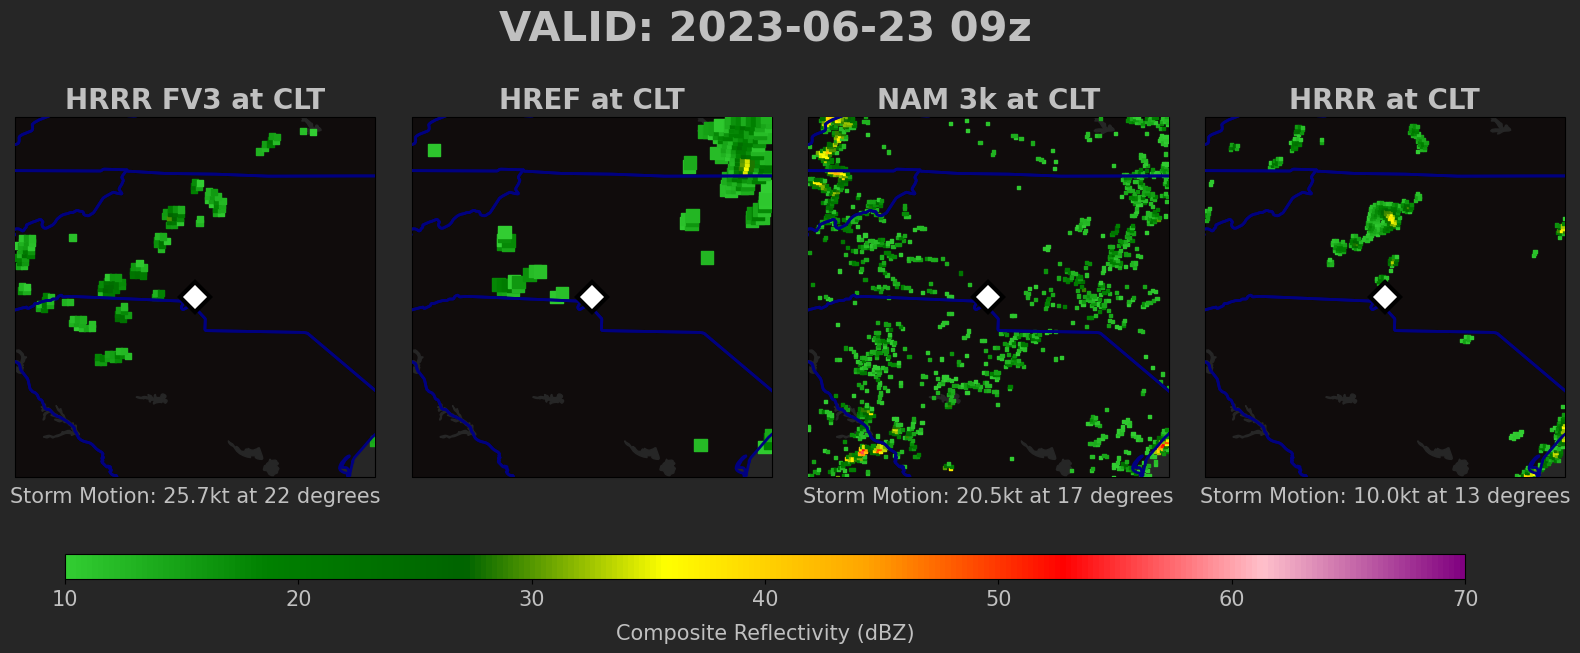 VALID: 2023-06-23 09z
HRRR FV3 at CLT
HREF at CLT
NAM 3k at CLT
HRRR at CLT
Storm Motion: 25.7kt at 22 degrees
Storm Motion: 20.5kt at 17 degrees
Storm Motion: 10.0kt at 13 degrees
10 20 30 40 50 60 70
Composite Reflectivity (dBZ)